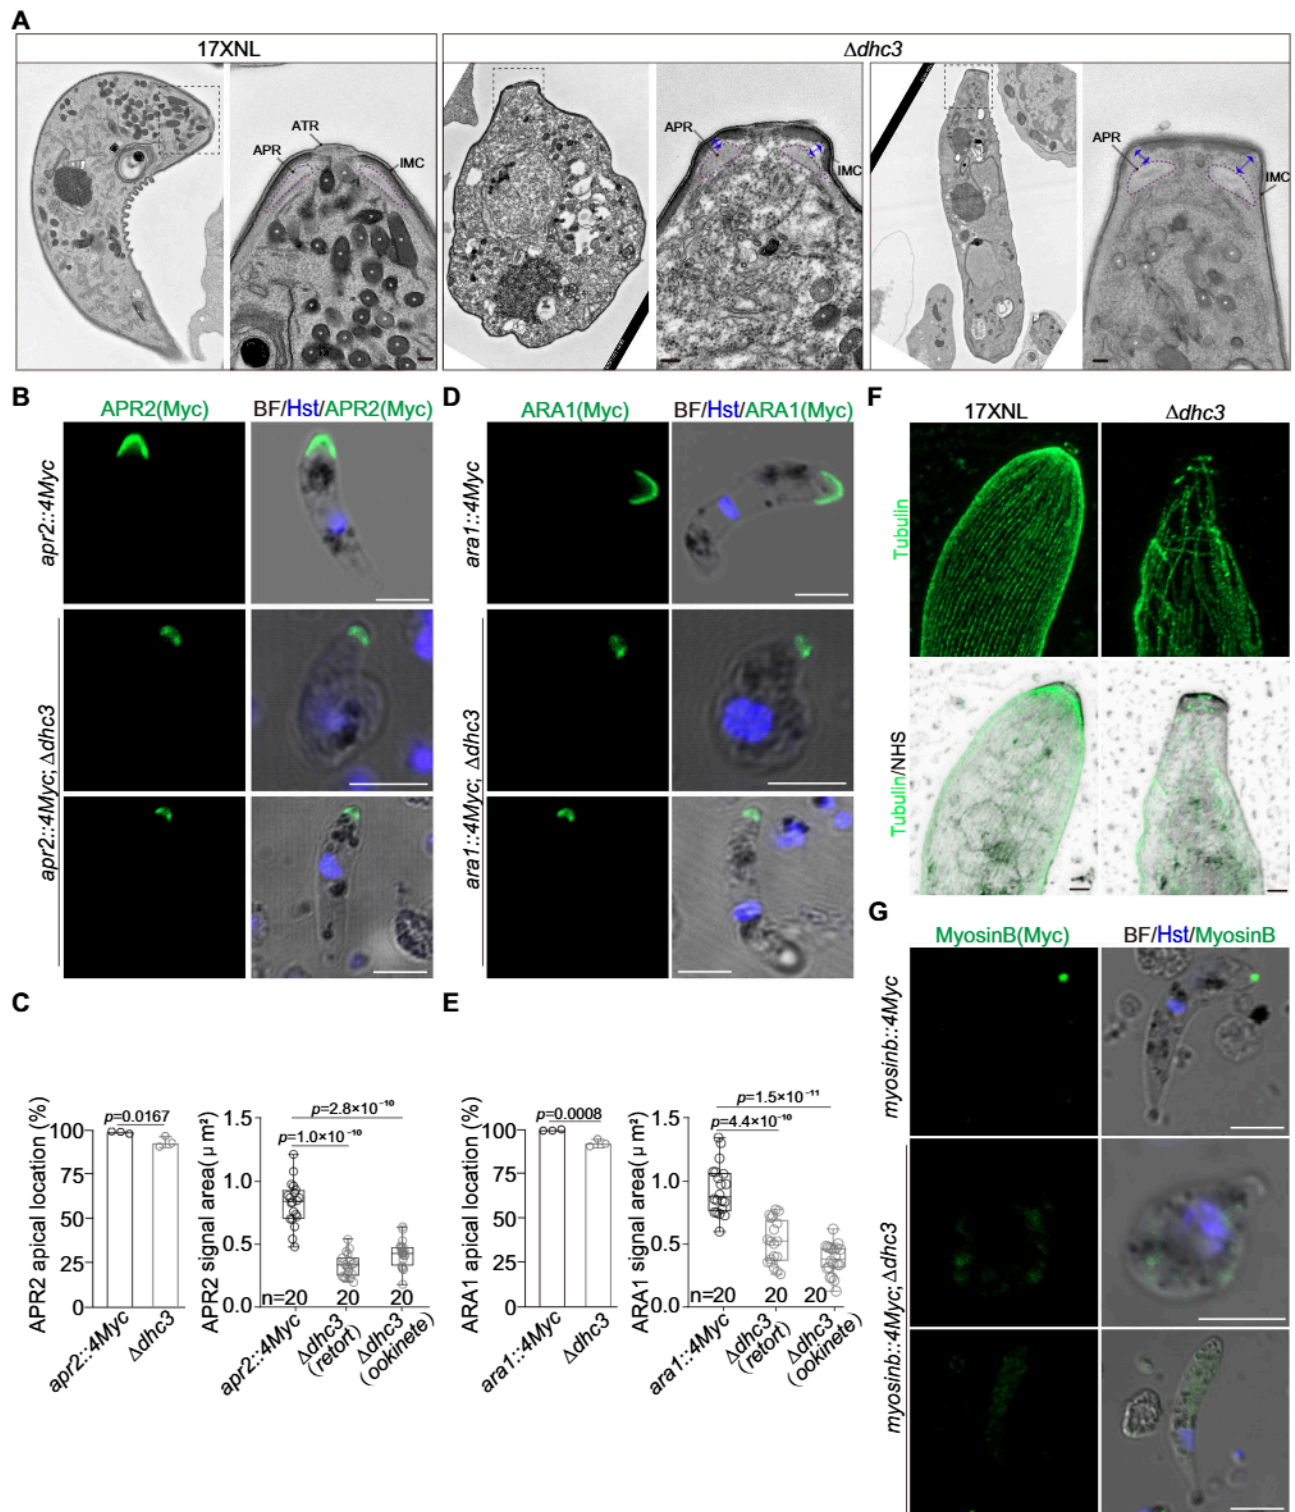 A
17XNL
Δdhc3
ATR
APR
IMC
APR
IMC
APR
IMC
B
APR2(Myc)
BF/Hst/APR2(Myc)
apr2::4Myc
apr2::4Myc; Δdhc3
D
ARA1(Myc)
BF/Hst/ARA1(Myc)
ara1::4Myc
ara1::4Myc; Δdhc3
F
17XNL
Δdhc3
Tubulin
Tubulin/NHS
G
MyosinB(Myc)
BF/Hst/MyosinB
myosinb::4Myc
myosinb::4Myc; Δdhc3
C
APR2 apical location (%)
100
75
50
25
0
p=0.0167
apr2::4Myc
Δdhc3
APR2 signal area(μm²)
1.5
1.0
0.5
0.0
p=2.8×10⁻¹⁰
p=1.0×10⁻¹⁰
n=20
20
20
apr2::4Myc
Δdhc3
(retort)
Δdhc3
(ookinete)
E
ARA1 apical location (%)
100
75
50
25
0
p=0.0008
ara1::4Myc
Δdhc3
ARA1 signal area(μm²)
1.5
1.0
0.5
0.0
p=1.5×10⁻¹¹
p=4.4×10⁻¹⁰
n=20
20
20
ara1::4Myc
Δdhc3
(retort)
Δdhc3
(ookinete)